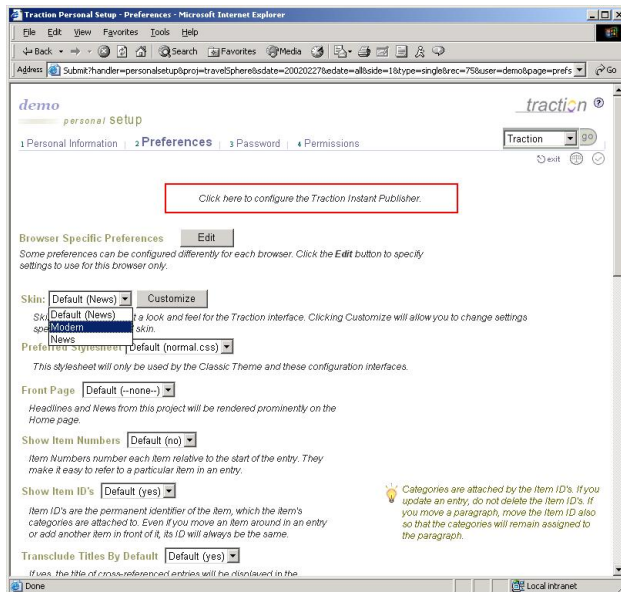 Traction Personal Setup - Preferences - Microsoft Internet Explorer
File Edit View Favorites Tools Help
Back Search Favorites Media
Address Submit?handler=personalsetup&proj=travelSphere&sdate=20020227&edate=all&side=1&type=single&rec=75&user=demo&page=prefs Go
demo
personal setup
traction ®
1 Personal Information 2 Preferences 3 Password 4 Permissions
Traction go
exit
Click here to configure the Traction Instant Publisher.
Browser Specific Preferences Edit
Some preferences can be configured differently for each browser. Click the Edit button to specify
settings to use for this browser only.
Skin: Default (News) Customize
Default (News)
Modern
News
t a look and feel for the Traction interface. Clicking Customize will allow you to change settings
skin.
Preferred Stylesheet Default (normal.css)
This stylesheet will only be used by the Classic Theme and these configuration interfaces.
Front Page Default (--none--)
Headlines and News from this project will be rendered prominently on the
Home page.
Show Item Numbers Default (no)
Item Numbers number each item relative to the start of the entry. They
make it easy to refer to a particular item in an entry.
Show Item ID's Default (yes)
Item ID's are the permanent identifier of the item, which the item's
categories are attached to. Even if you move an item around in an entry
or add another item in front of it, its ID will always be the same.
Categories are attached by the Item ID's. If you
update an entry, do not delete the Item ID's. If
you move a paragraph, move the Item ID also
so that the categories will remain assigned to
the paragraph.
Transclude Titles By Default Default (yes)
If yes, the title of cross-referenced entries will be displayed in the
Done Local intranet